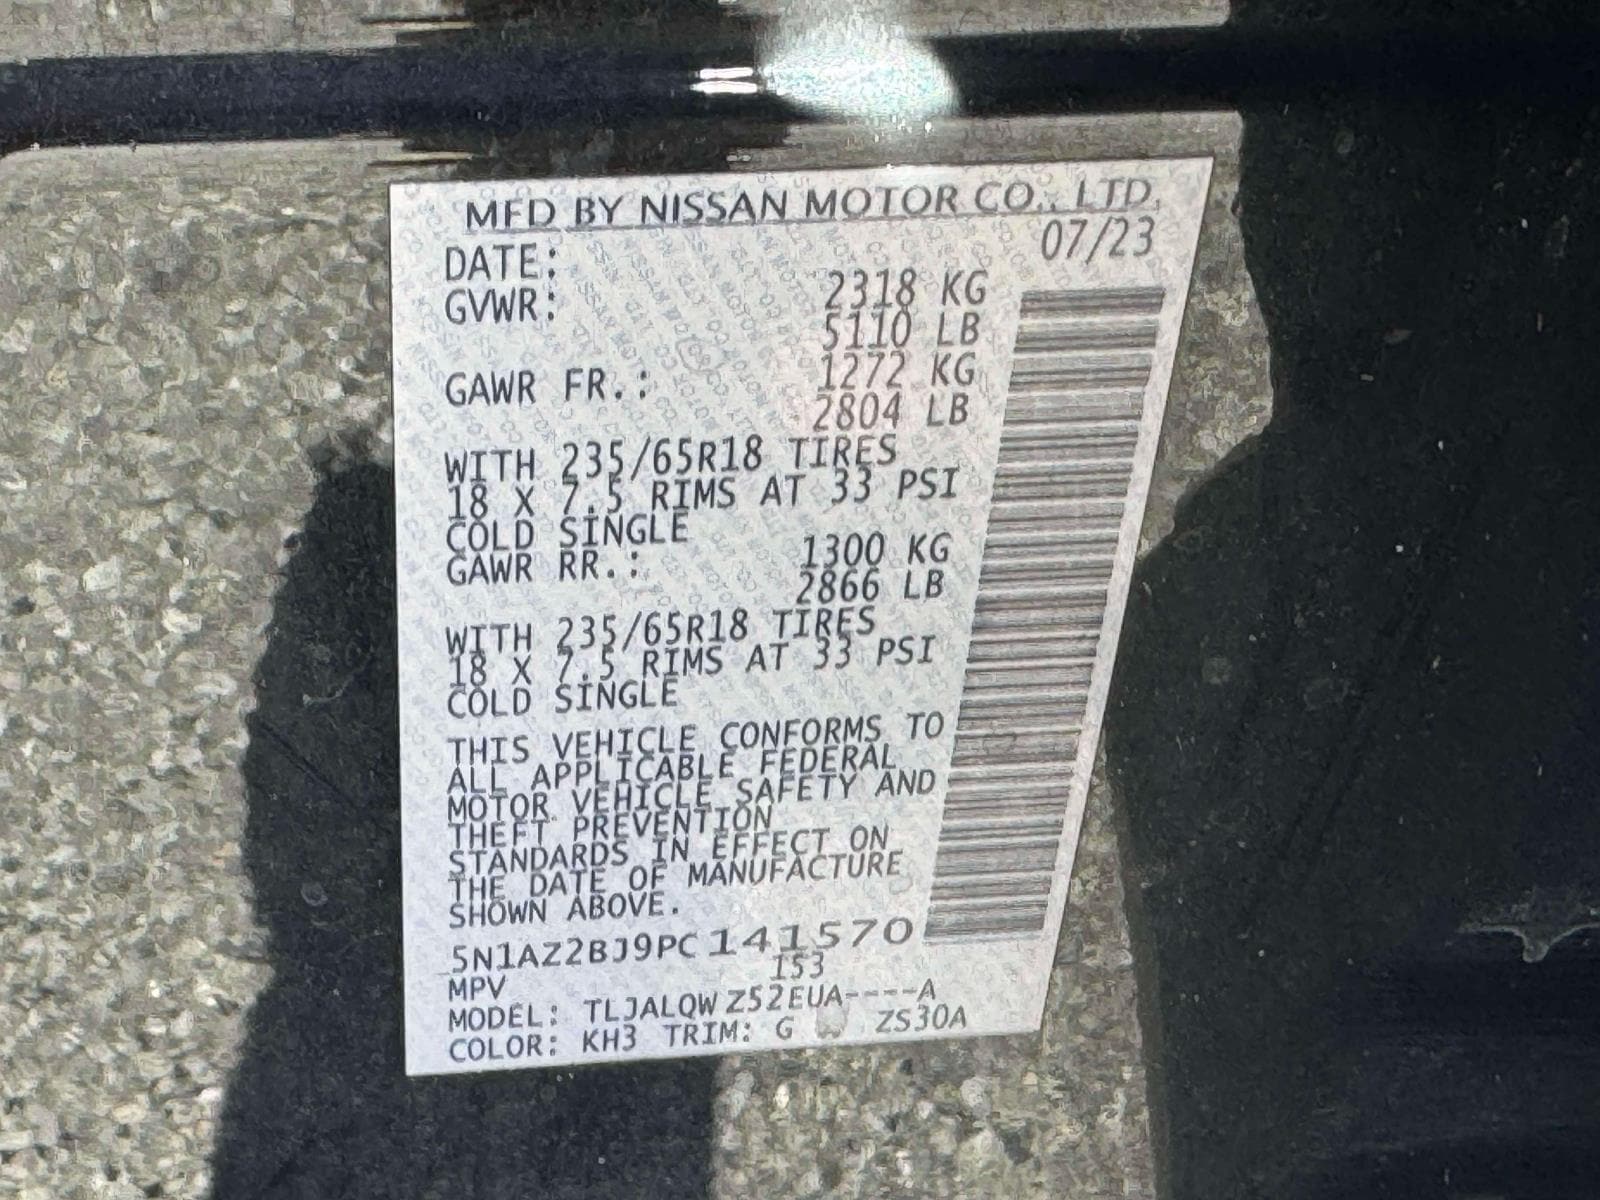 MFD BY NISSAN MOTOR CO., LTD.
DATE: 07/23
GVWR: 2318 KG
5110 LB
GAWR FR.: 1272 KG
2804 LB
WITH 235/65R18 TIRES
18 X 7.5 RIMS AT 33 PSI
COLD SINGLE
GAWR RR.: 1300 KG
2866 LB
WITH 235/65R18 TIRES
18 X 7.5 RIMS AT 33 PSI
COLD SINGLE
THIS VEHICLE CONFORMS TO
ALL APPLICABLE FEDERAL
MOTOR VEHICLE SAFETY AND
THEFT PREVENTION
STANDARDS IN EFFECT ON
THE DATE OF MANUFACTURE
SHOWN ABOVE.
5N1AZ2BJ9PC141570
MPV 153
MODEL: TLJALQW Z52EUA----A
COLOR: KH3 TRIM: G ZS30A